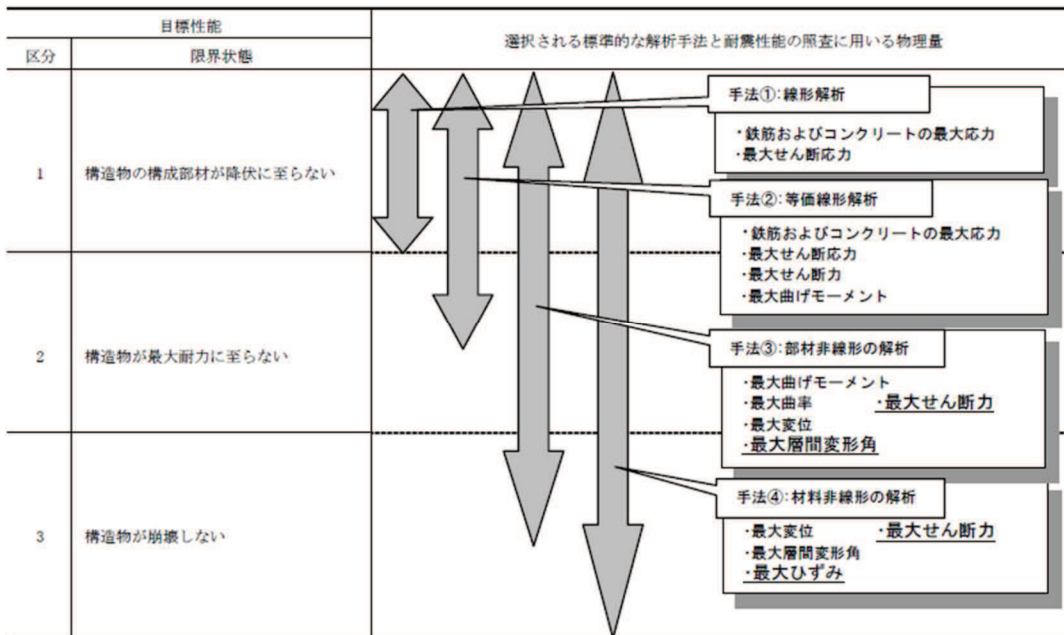 目標性能
選択される標準的な解析手法と耐震性能の照査に用いる物理量
区分
限界状態
1
構造物の構成部材が降伏に至らない
2
構造物が最大耐力に至らない
3
構造物が崩壊しない
手法①:線形解析
・鉄筋およびコンクリートの最大応力
・最大せん断応力
手法②:等価線形解析
・鉄筋およびコンクリートの最大応力
・最大せん断応力
・最大せん断力
・最大曲げモーメント
手法③:部材非線形の解析
・最大曲げモーメント
・最大曲率 ・最大せん断力
・最大変位
・最大層間変形角
手法④:材料非線形の解析
・最大変位 ・最大せん断力
・最大層間変形角
・最大ひずみ